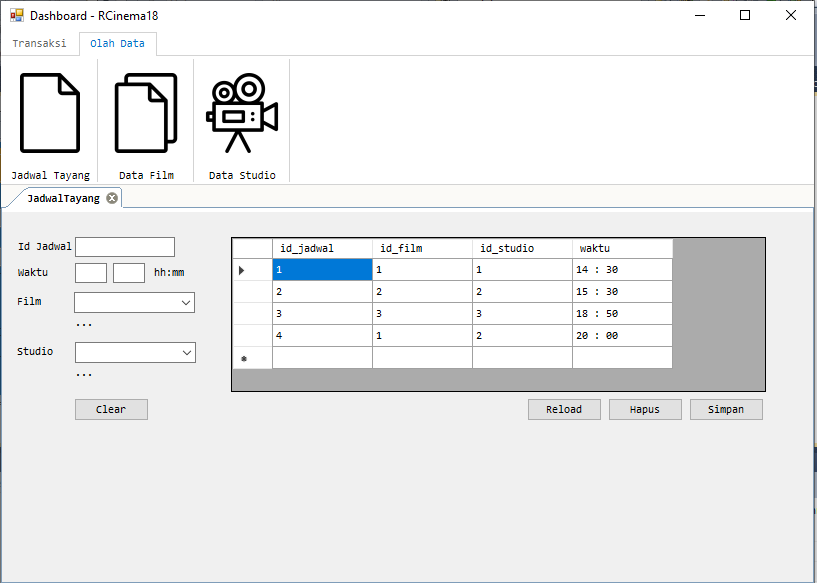 Dashboard - RCinema18
Transaksi Olah Data
Jadwal Tayang Data Film Data Studio
JadwalTayang
Id Jadwal
Waktu hh:mm
Film
...
Studio
...
Clear
id_jadwal id_film id_studio waktu
1 1 1 14 : 30
2 2 2 15 : 30
3 3 3 18 : 50
4 1 2 20 : 00
Reload Hapus Simpan